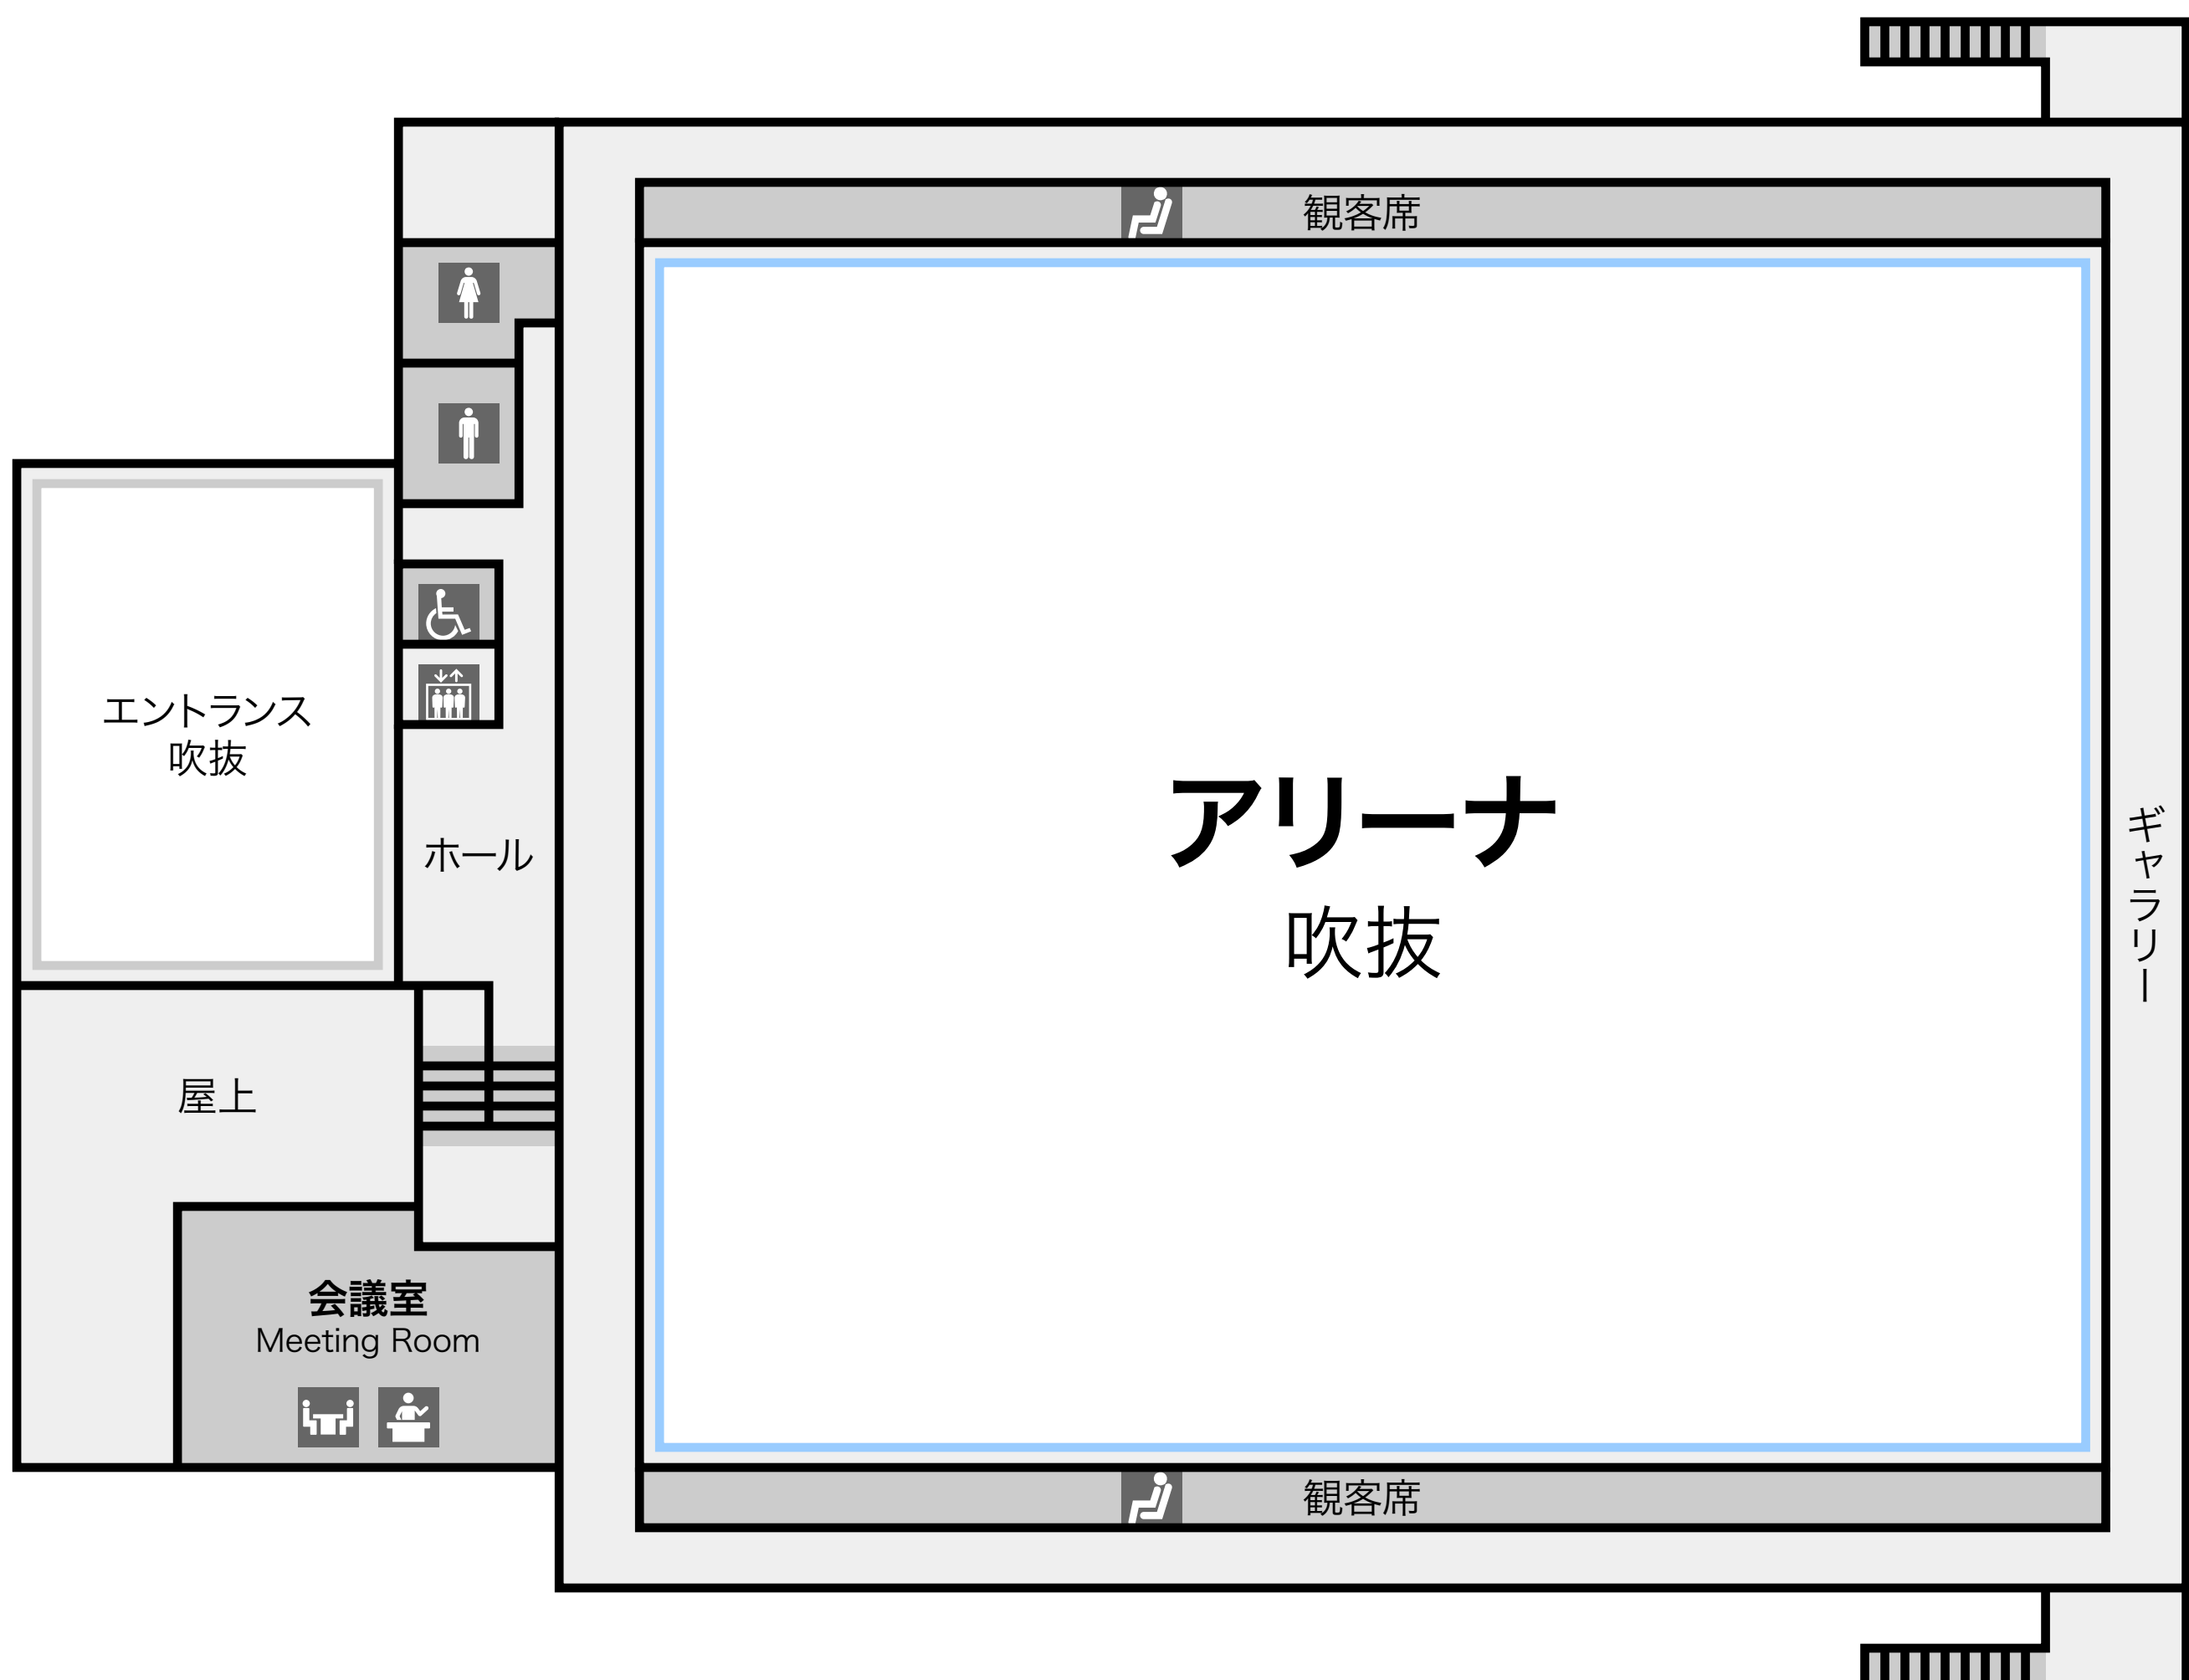 観客席
エントランス
吹抜
ホール
アリーナ
吹抜
ギャラリー
屋上
会議室
Meeting Room
観客席